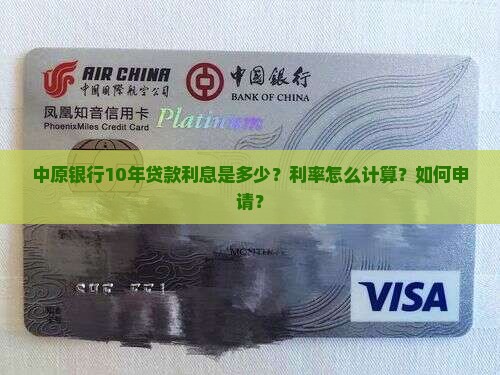 AIR CHINA
中国国际航空公司
中国银行
BANK OF CHINA
凤凰知音信用卡
PhoenixMiles Credit Card
Platinum
中原银行10年贷款利息是多少？利率怎么计算？如何申
请？
MONTH
VISA